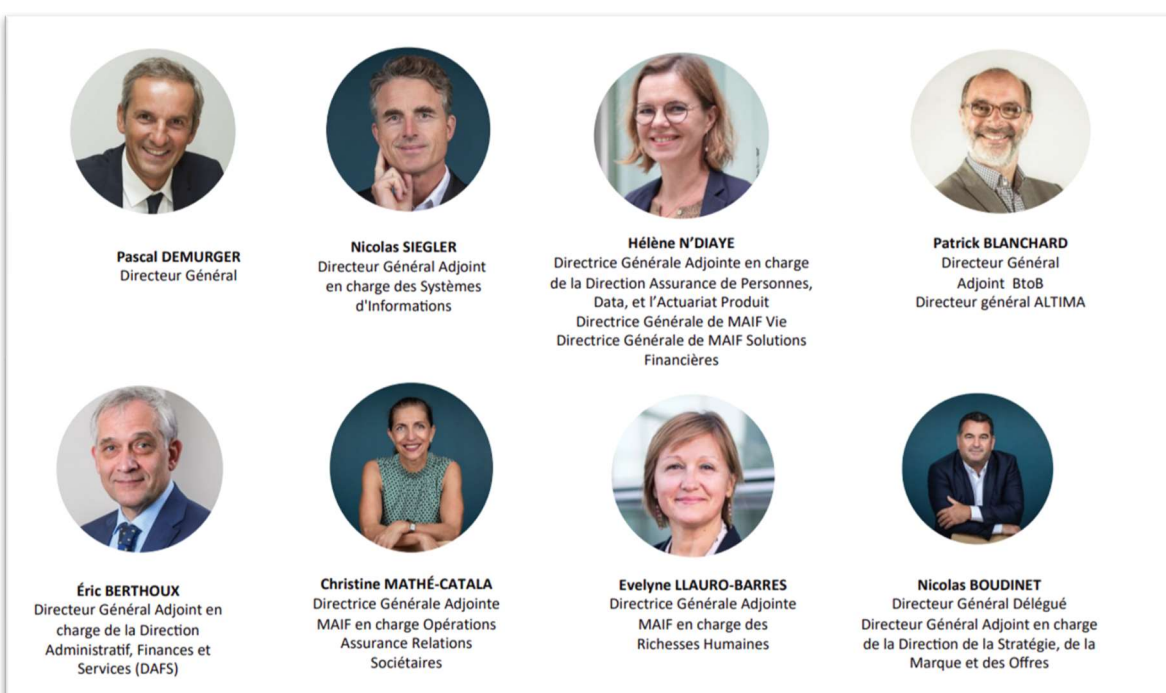 Pascal DEMURGER
Directeur Général
Nicolas SIEGLER
Directeur Général Adjoint
en charge des Systèmes
d'Informations
Hélène N’DIAYE
Directrice Générale Adjointe en charge
de la Direction Assurance de Personnes,
Data, et l’Actuariat Produit
Directrice Générale de MAIF Vie
Directrice Générale de MAIF Solutions
Financières
Patrick BLANCHARD
Directeur Général
Adjoint BtoB
Directeur général ALTIMA
Éric BERTHOUX
Directeur Général Adjoint en
charge de la Direction
Administratif, Finances et
Services (DAFS)
Christine MATHÉ-CATALA
Directrice Générale Adjointe
MAIF en charge Opérations
Assurance Relations
Sociétaires
Evelyne LLAURO-BARRES
Directrice Générale Adjointe
MAIF en charge des
Richesses Humaines
Nicolas BOUDINET
Directeur Général Délégué
Directeur Général Adjoint en charge
de la Direction de la Stratégie, de la
Marque et des Offres